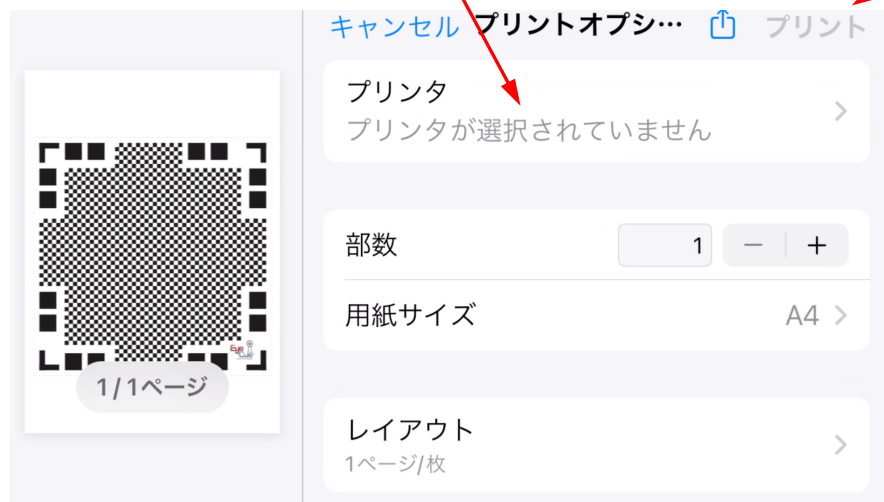 キャンセル プリントオプシ… プリント
プリンタ
プリンタが選択されていません
部数 1 − +
用紙サイズ A4
レイアウト
1ページ/枚
Eye
Cue
1/1ページ